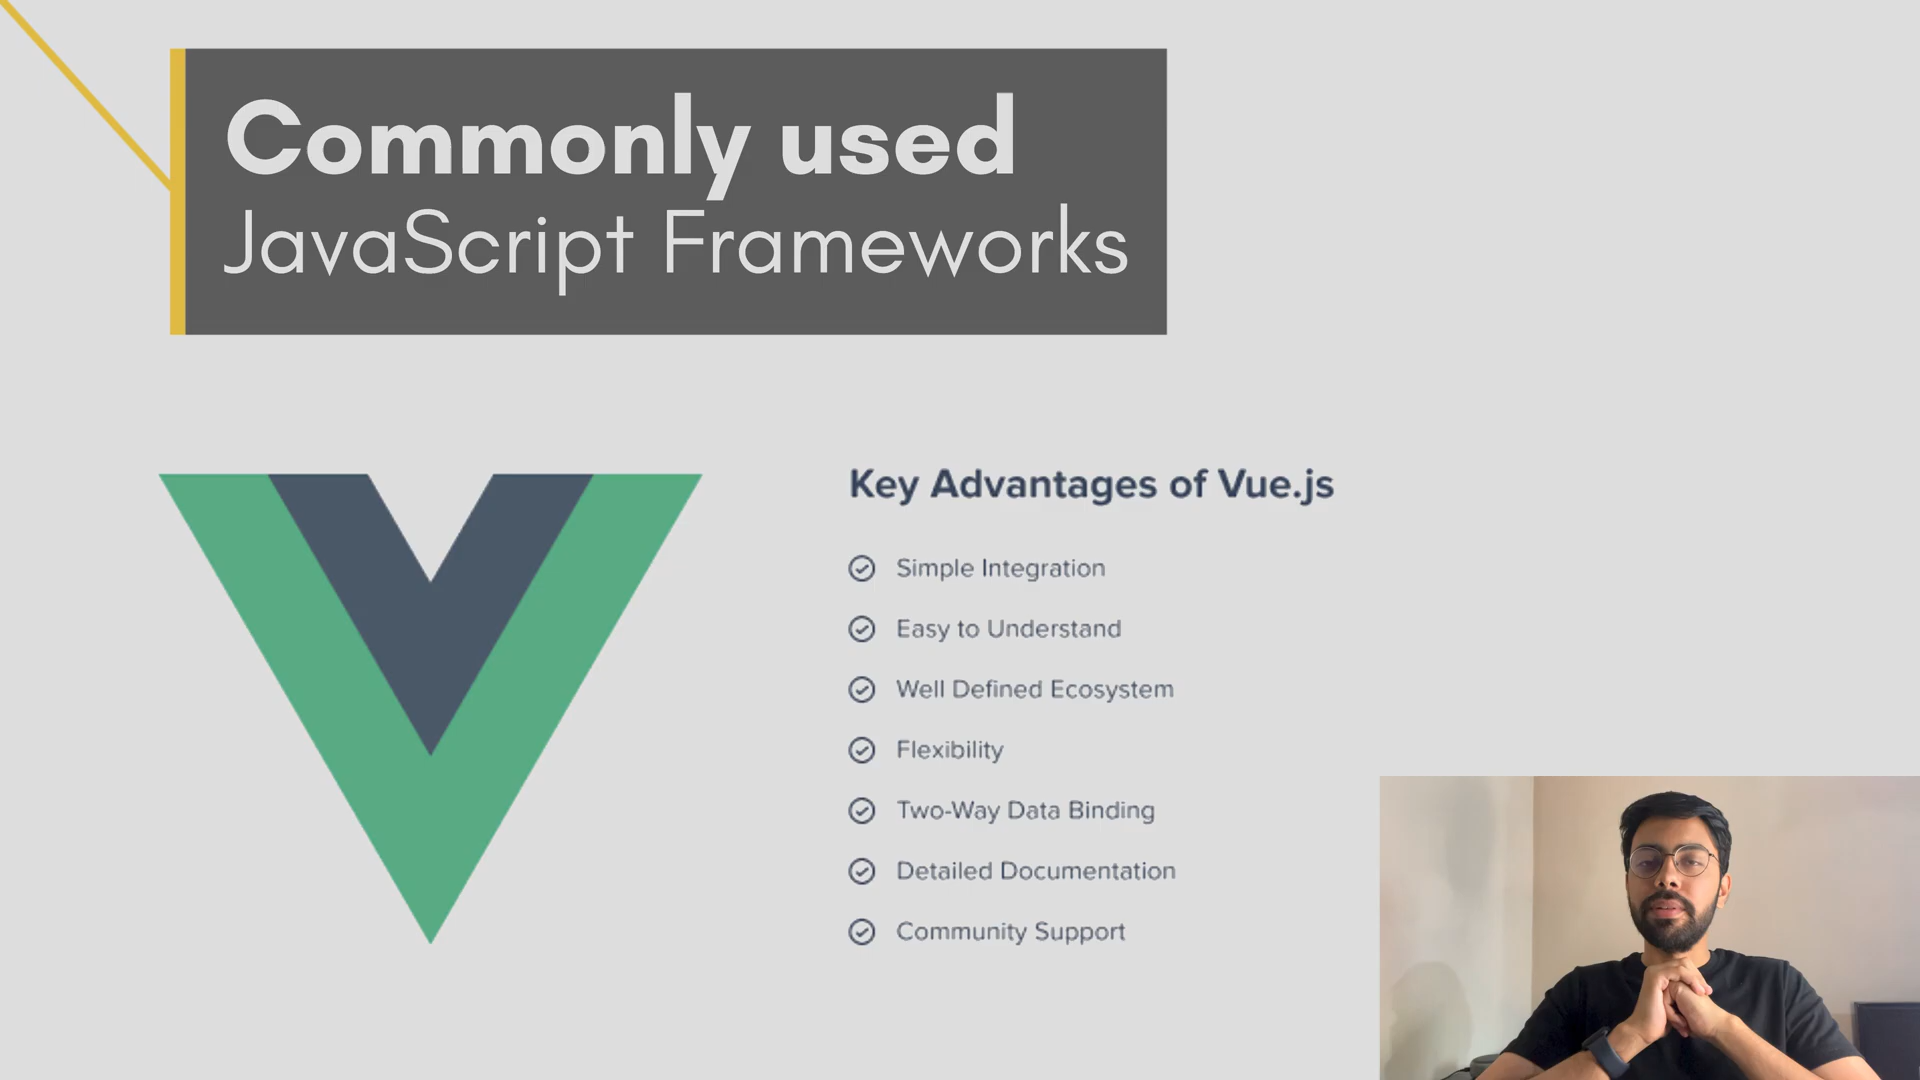 Commonly used
JavaScript Frameworks
Key Advantages of Vue.js
Simple Integration
Easy to Understand
Well Defined Ecosystem
Flexibility
Two-Way Data Binding
Detailed Documentation
Community Support